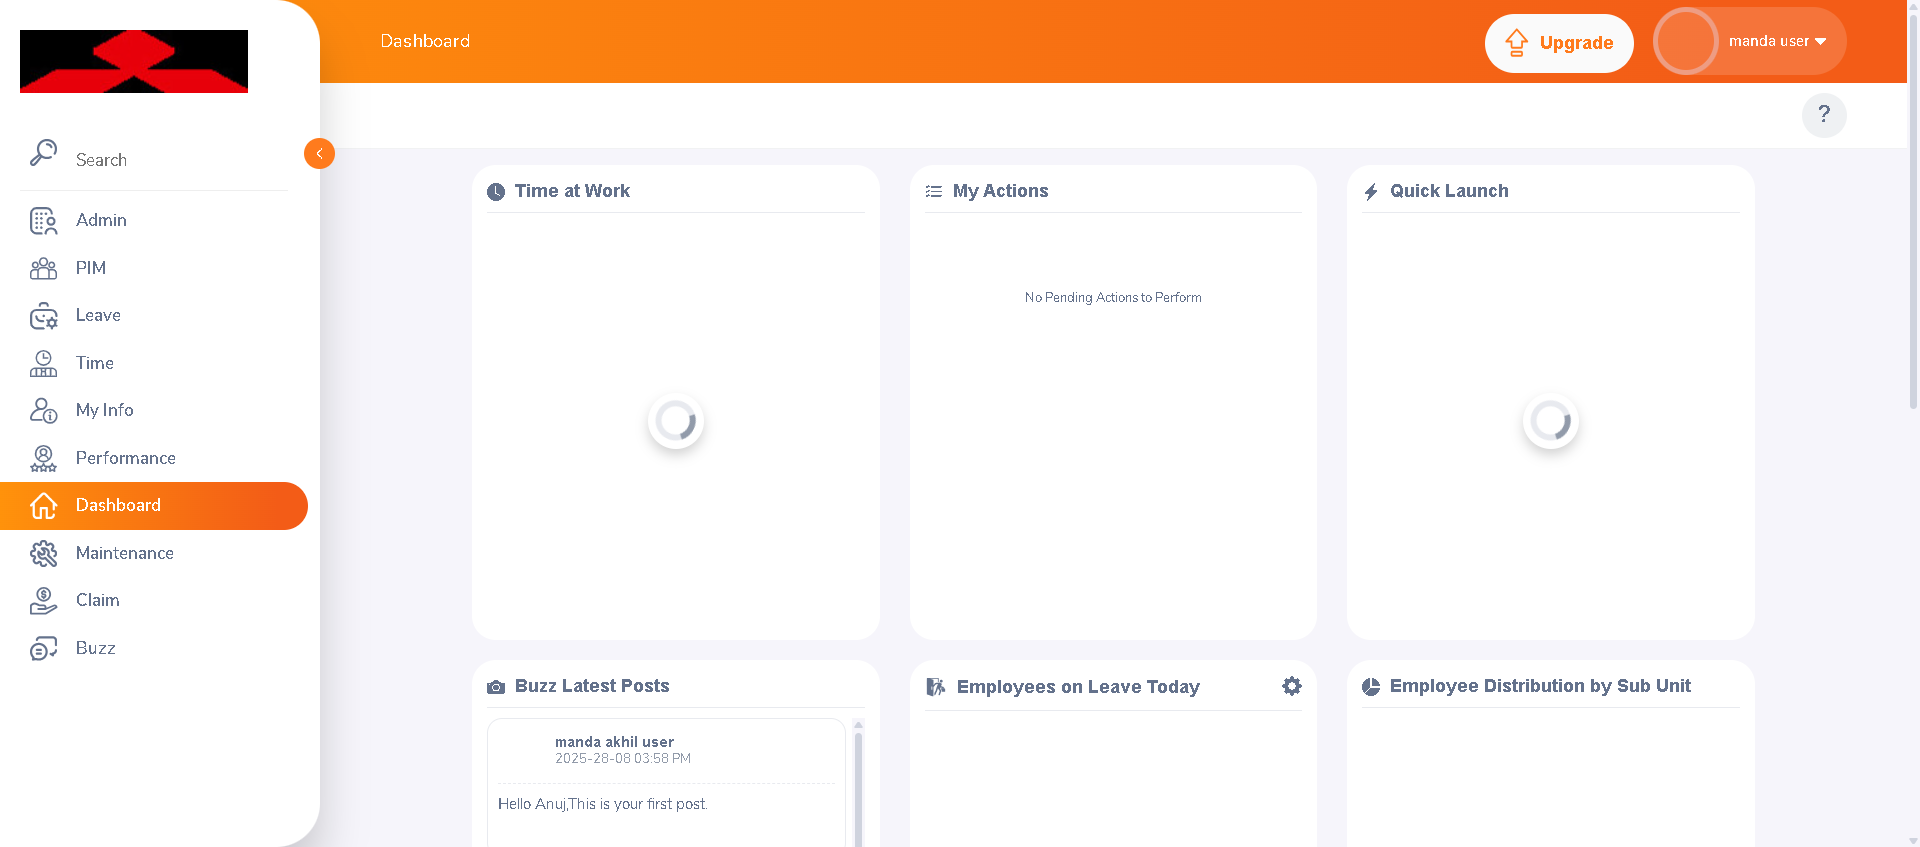 Dashboard
Upgrade
manda user
?
Search
Admin
PIM
Leave
Time
My Info
Performance
Dashboard
Maintenance
Claim
Buzz
Time at Work
My Actions
No Pending Actions to Perform
Quick Launch
Buzz Latest Posts
manda akhil user
2025-28-08 03:58 PM
Hello Anuj,This is your first post.
Employees on Leave Today
Employee Distribution by Sub Unit